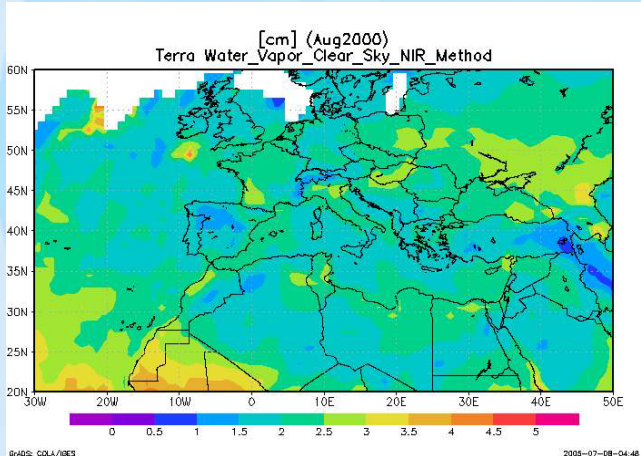 [cm] (Aug2000)
Terra Water_Vapor_Clear_Sky_NIR_Method
60N
55N
50N
45N
40N
35N
30N
25N
20N
30W 20W 10W 0 10E 20E 30E 40E 50E
0 0.5 1 1.5 2 2.5 3 3.5 4 4.5 5
GrADS: COLA/IGES 2005-07-08-04:46